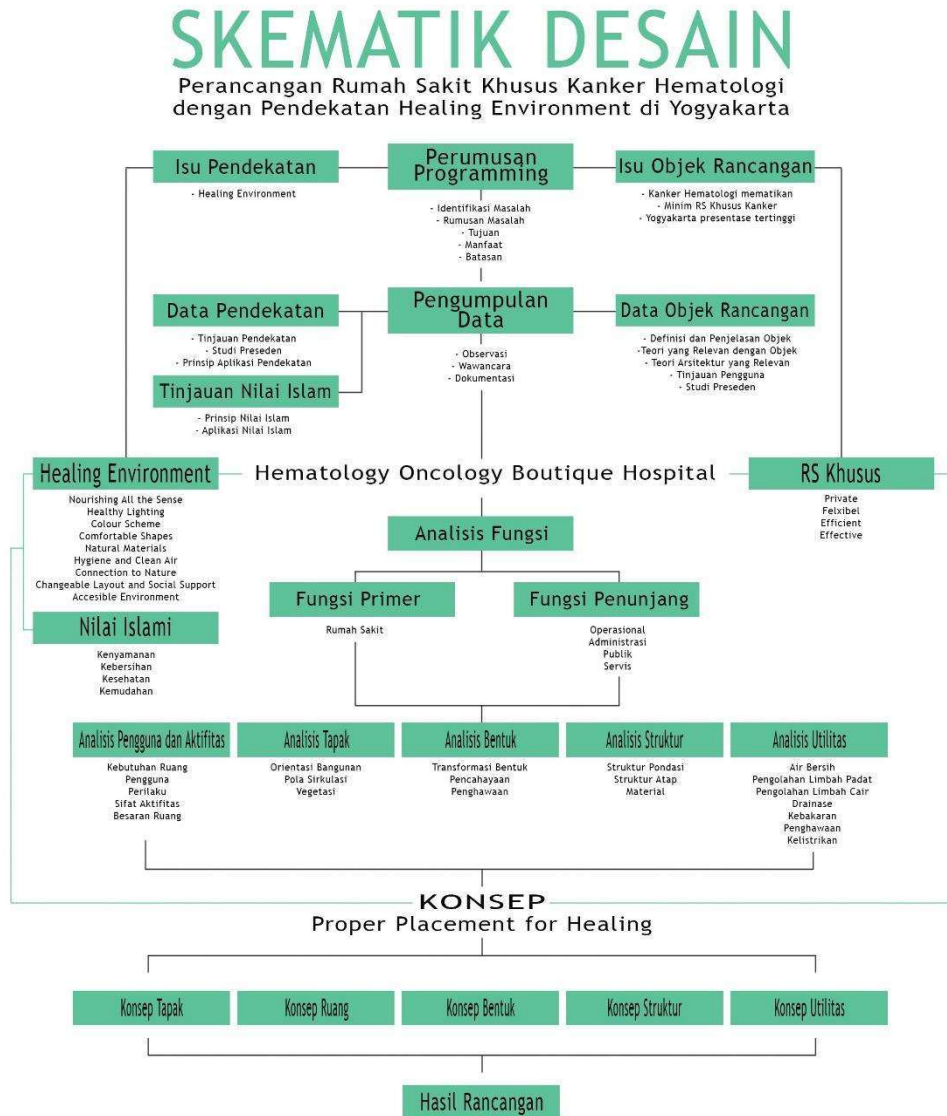 SKEMATIK DESAIN
Perancangan Rumah Sakit Khusus Kanker Hematologi
dengan Pendekatan Healing Environment di Yogyakarta
Isu Pendekatan
- Healing Environment
Perumusan
Programming
- Identifikasi Masalah
- Rumusan Masalah
- Tujuan
- Manfaat
- Batasan
Isu Objek Rancangan
- Kanker Hematologi mematikan
- Minim RS Khusus Kanker
- Yogyakarta presentase tertinggi
Data Pendekatan
- Tinjauan Pendekatan
- Studi Preseden
- Prinsip Aplikasi Pendekatan
Tinjauan Nilai Islam
- Prinsip Nilai Islam
- Aplikasi Nilai Islam
Pengumpulan
Data
- Observasi
- Wawancara
- Dokumentasi
Data Objek Rancangan
- Definisi dan Penjelasan Objek
-Teori yang Relevan dengan Objek
- Teori Arsitektur yang Relevan
- Tinjauan Pengguna
- Studi Preseden
Healing Environment
Nourishing All the Sense
Healthy Lighting
Colour Scheme
Comfortable Shapes
Natural Materials
Hygiene and Clean Air
Connection to Nature
Changeable Layout and Social Support
Accesible Environment
Nilai Islami
Kenyamanan
Kebersihan
Kesehatan
Kemudahan
Hematology Oncology Boutique Hospital
RS Khusus
Private
Felxibel
Efficient
Effective
Analisis Fungsi
Fungsi Primer
Rumah Sakit
Fungsi Penunjang
Operasional
Administrasi
Publik
Servis
Analisis Pengguna dan Aktifitas
Kebutuhan Ruang
Pengguna
Perilaku
Sifat Aktifitas
Besaran Ruang
Analisis Tapak
Orientasi Bangunan
Pola Sirkulasi
Vegetasi
Analisis Bentuk
Transformasi Bentuk
Pencahayaan
Penghawaan
Analisis Struktur
Struktur Pondasi
Struktur Atap
Material
Analisis Utilitas
Air Bersih
Pengolahan Limbah Padat
Pengolahan Limbah Cair
Drainase
Kebakaran
Penghawaan
Kelistrikan
KONSEP
Proper Placement for Healing
Konsep Tapak
Konsep Ruang
Konsep Bentuk
Konsep Struktur
Konsep Utilitas
Hasil Rancangan